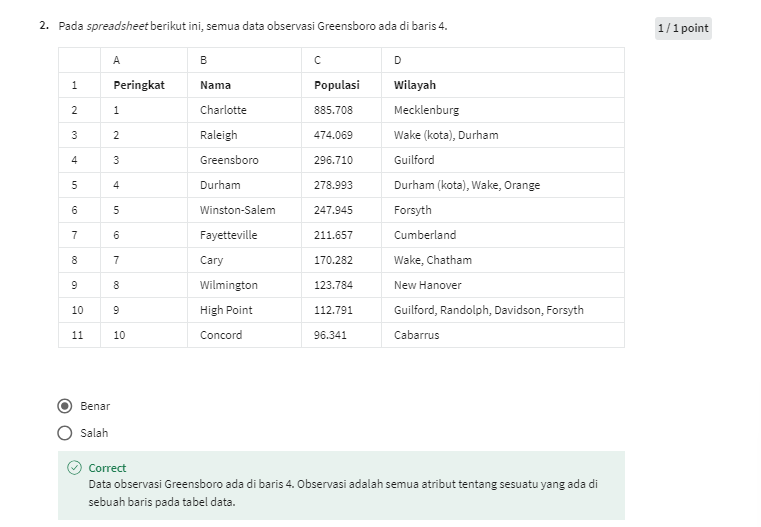 2. Pada spreadsheet berikut ini, semua data observasi Greensboro ada di baris 4.
1 / 1 point
A B C D
1 Peringkat Nama Populasi Wilayah
2 1 Charlotte 885.708 Mecklenburg
3 2 Raleigh 474.069 Wake (kota), Durham
4 3 Greensboro 296.710 Guilford
5 4 Durham 278.993 Durham (kota), Wake, Orange
6 5 Winston-Salem 247.945 Forsyth
7 6 Fayetteville 211.657 Cumberland
8 7 Cary 170.282 Wake, Chatham
9 8 Wilmington 123.784 New Hanover
10 9 High Point 112.791 Guilford, Randolph, Davidson, Forsyth
11 10 Concord 96.341 Cabarrus
Benar
Salah
Correct
Data observasi Greensboro ada di baris 4. Observasi adalah semua atribut tentang sesuatu yang ada di
sebuah baris pada tabel data.